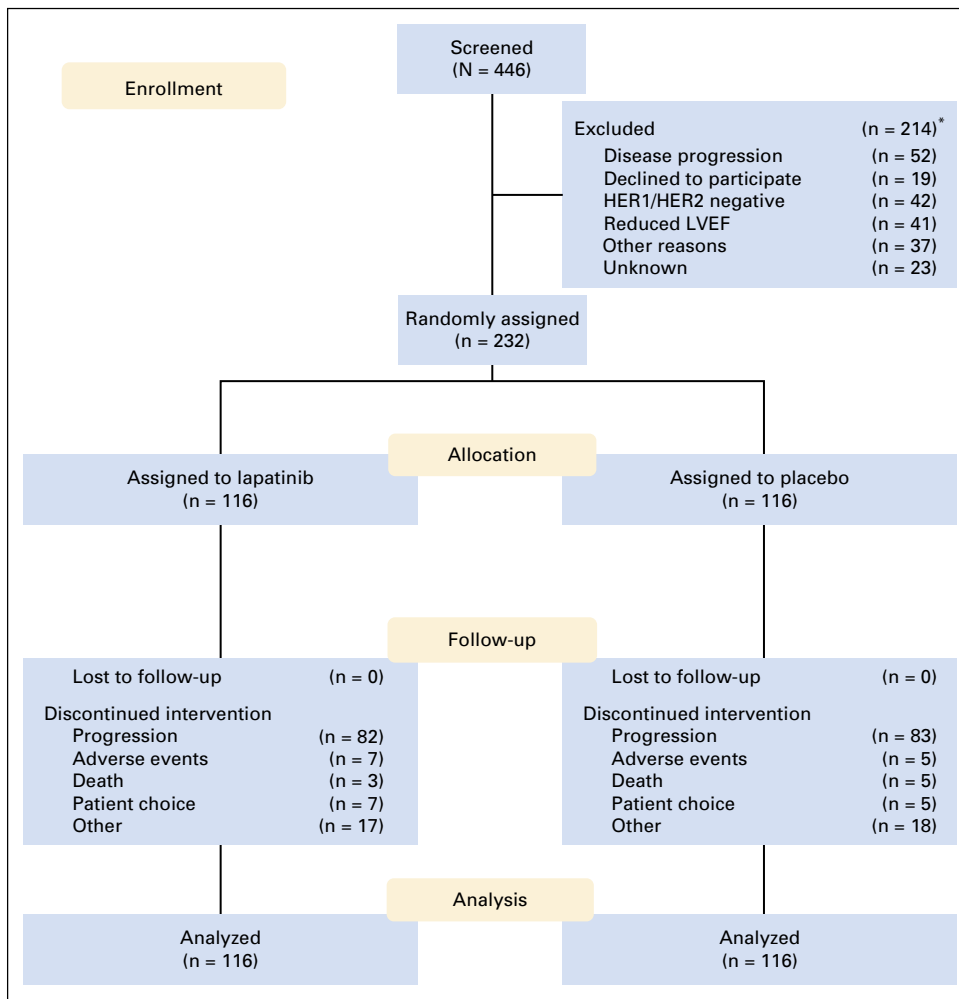 Screened
(N = 446)
Enrollment
Excluded (n = 214)*
Disease progression (n = 52)
Declined to participate (n = 19)
HER1/HER2 negative (n = 42)
Reduced LVEF (n = 41)
Other reasons (n = 37)
Unknown (n = 23)
Randomly assigned
(n = 232)
Allocation
Assigned to lapatinib
(n = 116)
Assigned to placebo
(n = 116)
Follow-up
Lost to follow-up (n = 0)
Discontinued intervention
Progression (n = 82)
Adverse events (n = 7)
Death (n = 3)
Patient choice (n = 7)
Other (n = 17)
Lost to follow-up (n = 0)
Discontinued intervention
Progression (n = 83)
Adverse events (n = 5)
Death (n = 5)
Patient choice (n = 5)
Other (n = 18)
Analysis
Analyzed
(n = 116)
Analyzed
(n = 116)